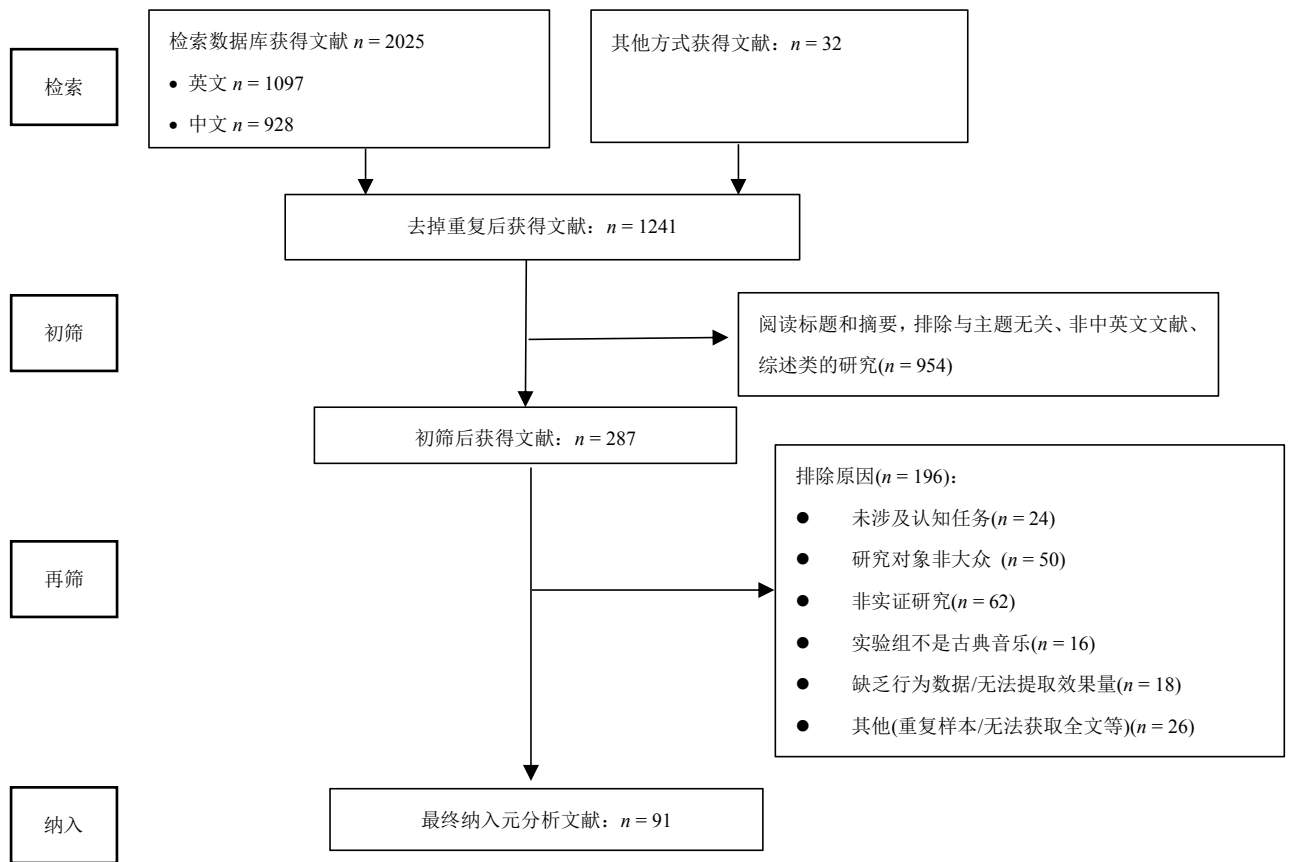 检索
检索数据库获得文献 n = 2025
• 英文 n = 1097
• 中文 n = 928
其他方式获得文献：n = 32
去掉重复后获得文献：n = 1241
初筛
阅读标题和摘要，排除与主题无关、非中英文文献、
综述类的研究(n = 954)
初筛后获得文献：n = 287
再筛
排除原因(n = 196)：
● 未涉及认知任务(n = 24)
● 研究对象非大众 (n = 50)
● 非实证研究(n = 62)
● 实验组不是古典音乐(n = 16)
● 缺乏行为数据/无法提取效果量(n = 18)
● 其他(重复样本/无法获取全文等)(n = 26)
纳入
最终纳入元分析文献：n = 91